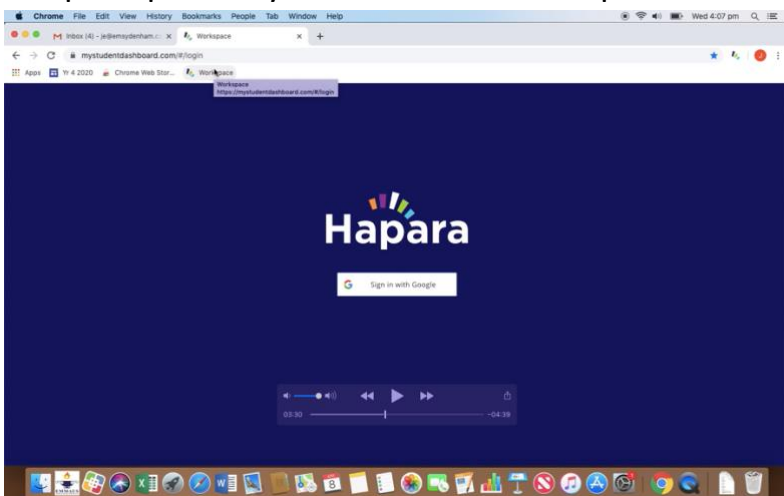 Chrome File Edit View History Bookmarks People Tab Window Help Wed 4:07 pm
Inbox (4) - je@emsydenham.c Workspace
mystudentdashboard.com/#/login
Apps Yr 4 2020 Chrome Web Stor... Workspace
Workspace
https://mystudentdashboard.com/#/login
Hapara
Sign in with Google
03:30 -04:39
EMMAUS
8